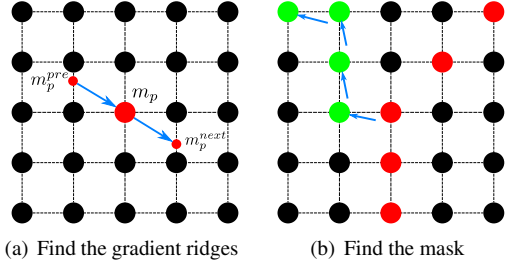 $m_p^{pre}$
$m_p$
$m_p^{next}$
(a) Find the gradient ridges
(b) Find the mask